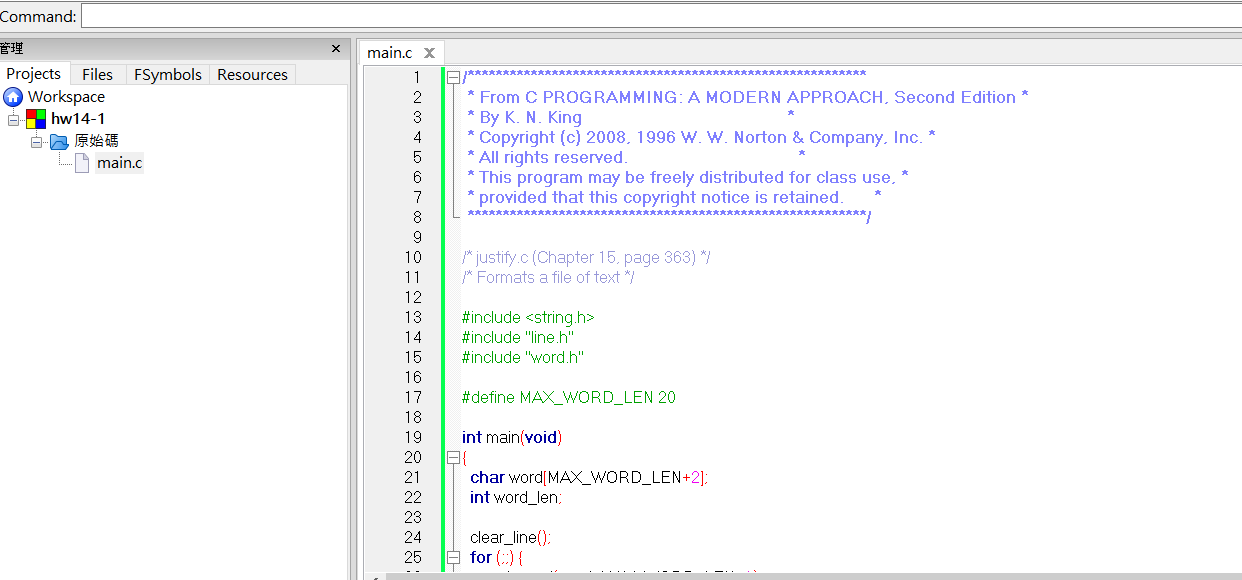 Command:
管理
Projects Files FSymbols Resources
Workspace
hw14-1
原始碼
main.c
main.c
1 /*********************************************************
2 * From C PROGRAMMING: A MODERN APPROACH, Second Edition *
3 * By K. N. King *
4 * Copyright (c) 2008, 1996 W. W. Norton & Company, Inc. *
5 * All rights reserved. *
6 * This program may be freely distributed for class use, *
7 * provided that this copyright notice is retained. *
8 *********************************************************/
9
10 /* justify.c (Chapter 15, page 363) */
11 /* Formats a file of text */
12
13 #include <string.h>
14 #include "line.h"
15 #include "word.h"
16
17 #define MAX_WORD_LEN 20
18
19 int main(void)
20 {
21 char word[MAX_WORD_LEN+2];
22 int word_len;
23
24 clear_line();
25 for (;;) {